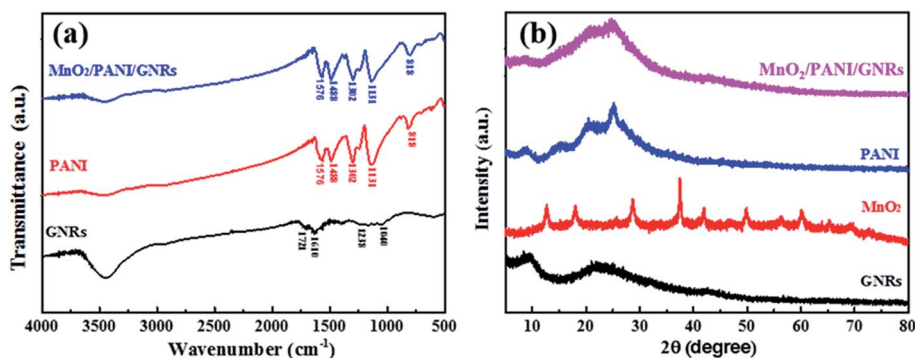 (a)
MnO2/PANI/GNRs
1576
1488
1302
1131
818
PANI
1576
1488
1302
1131
818
GNRs
1721
1610
1238
1040
Transmittance (a.u.)
4000 3500 3000 2500 2000 1500 1000 500
Wavenumber (cm-1)
(b)
MnO2/PANI/GNRs
PANI
MnO2
GNRs
Intensity (a.u.)
10 20 30 40 50 60 70 80
2θ (degree)